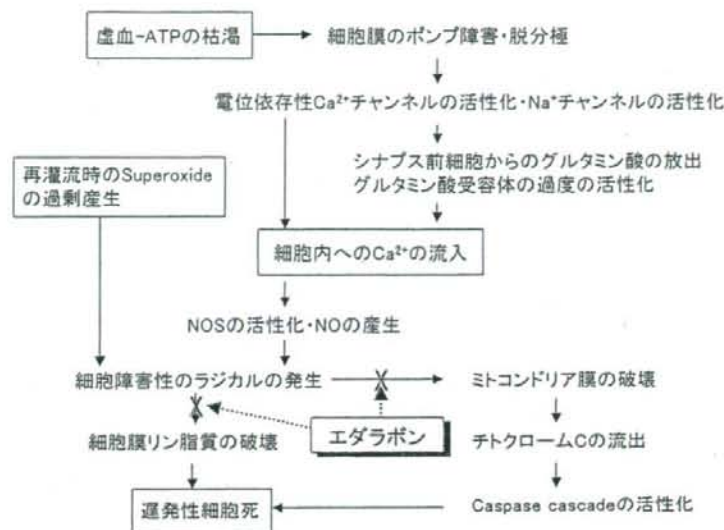 虚血-ATPの枯渇
細胞膜のポンプ障害・脱分極
電位依存性Ca²⁺チャンネルの活性化・Na⁺チャンネルの活性化
シナプス前細胞からのグルタミン酸の放出
グルタミン酸受容体の過度の活性化
再灌流時のSuperoxide
の過剰産生
細胞内へのCa²⁺の流入
NOSの活性化・NOの産生
細胞障害性のラジカルの発生
ミトコンドリア膜の破壊
エダラボン
細胞膜リン脂質の破壊
チトクロームCの流出
遅発性細胞死
Caspase cascadeの活性化